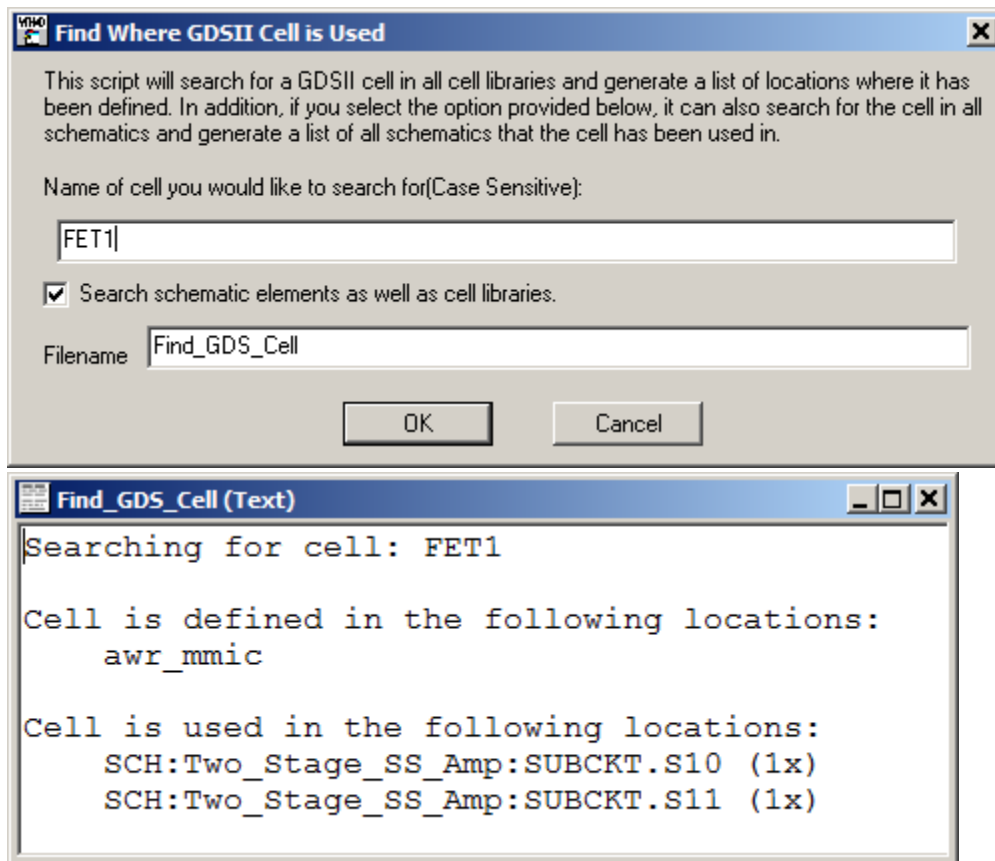 Find Where GDSII Cell is Used
This script will search for a GDSII cell in all cell libraries and generate a list of locations where it has
been defined. In addition, if you select the option provided below, it can also search for the cell in all
schematics and generate a list of all schematics that the cell has been used in.
Name of cell you would like to search for(Case Sensitive):
FET1
Search schematic elements as well as cell libraries.
Filename Find_GDS_Cell
OK Cancel
Find_GDS_Cell (Text)
Searching for cell: FET1
Cell is defined in the following locations:
awr_mmic
Cell is used in the following locations:
SCH:Two_Stage_SS_Amp:SUBCKT.S10 (1x)
SCH:Two_Stage_SS_Amp:SUBCKT.S11 (1x)